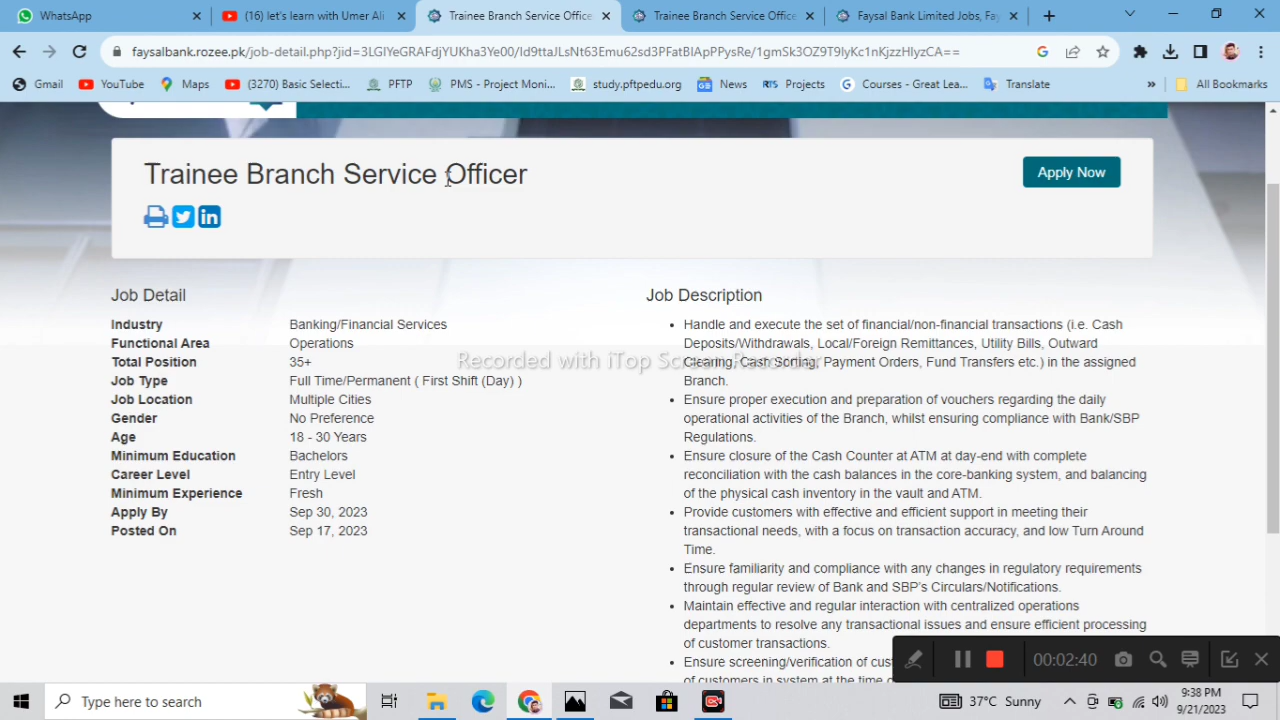 WhatsApp
(16) let's learn with Umer Ali
Trainee Branch Service Office
Trainee Branch Service Office
Faysal Bank Limited Jobs, Fay
faysalbank.rozee.pk/job-detail.php?jid=
Gmail
YouTube
Maps
(3270) Basic Selecti...
PFTP
PMS - Project Moni...
study.pftpedu.org
News
RTS Projects
Courses - Great Lea...
Translate
»
All Bookmarks
Trainee Branch Service Officer
Apply Now
Job Detail
Industry Banking/Financial Services
Functional Area Operations
Total Position 35+
Job Type Full Time/Permanent ( First Shift (Day) )
Job Location Multiple Cities
Gender No Preference
Age 18 - 30 Years
Minimum Education Bachelors
Career Level Entry Level
Minimum Experience Fresh
Apply By Sep 30, 2023
Posted On Sep 17, 2023
Job Description
• Handle and execute the set of financial/non-financial transactions (i.e. Cash
Deposits/Withdrawals, Local/Foreign Remittances, Utility Bills, Outward
Clearing, Cash Sorting, Payment Orders, Fund Transfers etc.) in the assigned
Branch.
• Ensure proper execution and preparation of vouchers regarding the daily
operational activities of the Branch, whilst ensuring compliance with Bank/SBP
Regulations.
• Ensure closure of the Cash Counter at ATM at day-end with complete
reconciliation with the cash balances in the core-banking system, and balancing
of the physical cash inventory in the vault and ATM.
• Provide customers with effective and efficient support in meeting their
transactional needs, with a focus on transaction accuracy, and low Turn Around
Time.
• Ensure familiarity and compliance with any changes in regulatory requirements
through regular review of Bank and SBP's Circulars/Notifications.
• Maintain effective and regular interaction with centralized operations
departments to resolve any transactional issues and ensure efficient processing
of customer transactions.
• Ensure screening/verification of cus
of customers in system at the time o
Recorded with iTop Screen Recorder
00:02:40
Type here to search
37°C Sunny
9:38 PM
9/21/2023